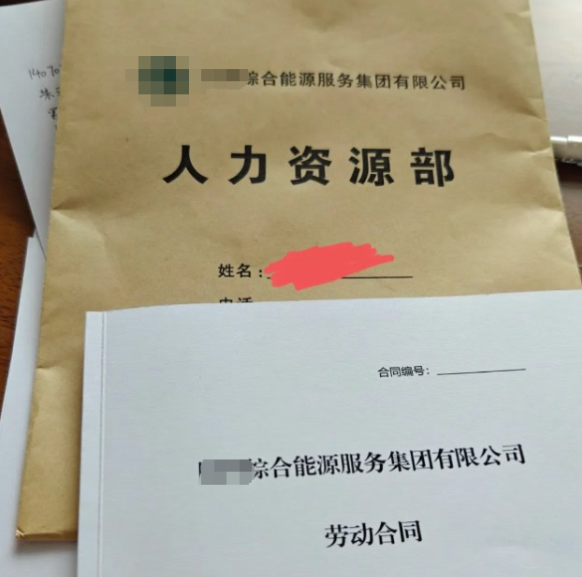 综合能源服务集团有限公司
人力资源部
姓名：
电话
合同编号：
综合能源服务集团有限公司
劳动合同